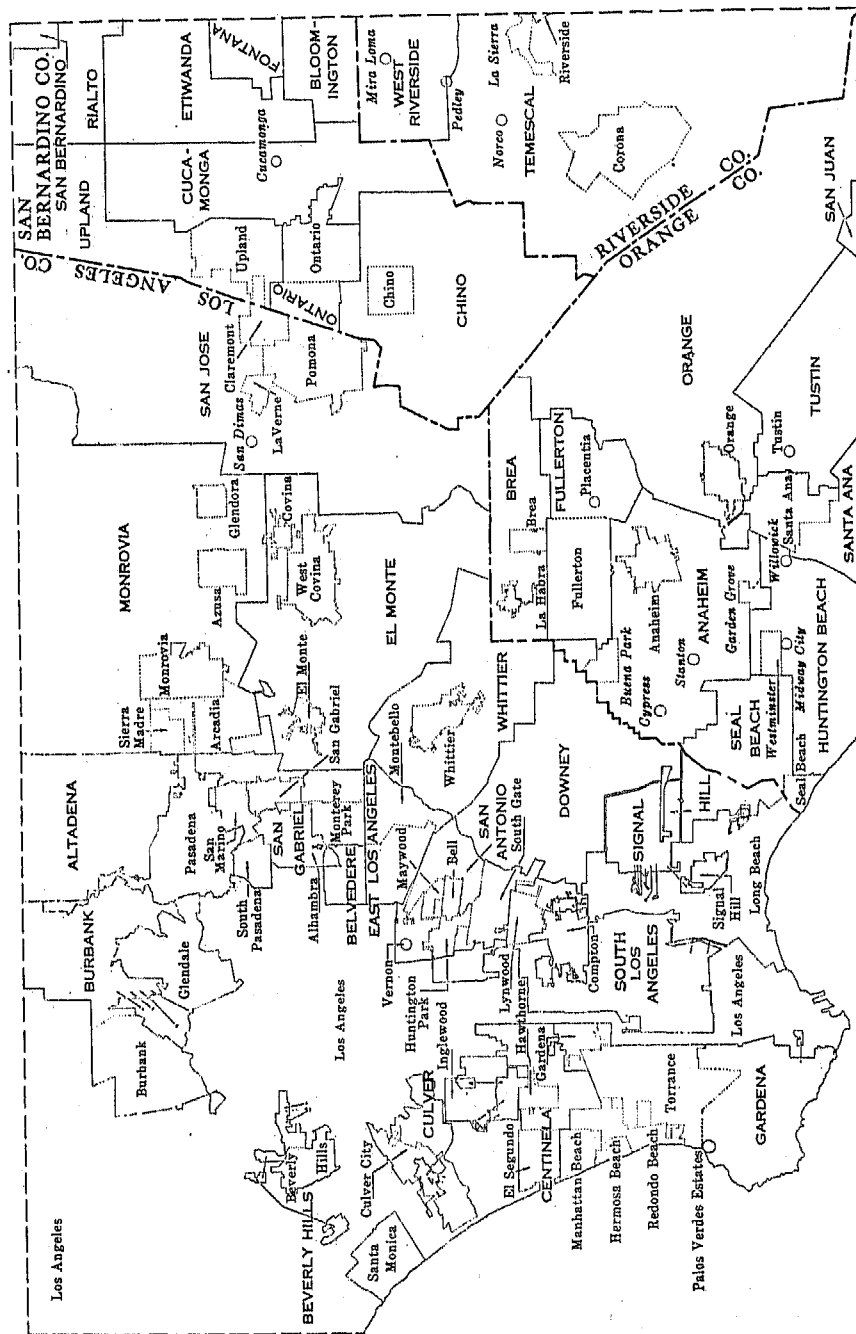 Los Angeles
BEVERLY HILLS
Beverly
Hills
Santa
Monica
Culver City
CULVER
Burbank
BURBANK
Glendale
Los Angeles
ALTADENA
Pasadena
San
Marino
South
Pasadena
SAN
GABRIEL
Alhambra
Monterey
Park
BELVEDERE
EAST LOS ANGELES
Vernon
Maywood
Huntington
Park
Bell
SAN
ANTONIO
South Gate
Inglewood
Lynwood
Hawthorne
Gardena
Compton
El Segundo
CENTINELA
Manhattan Beach
Hermosa Beach
Redondo Beach
Torrance
Palos Verdes Estates
GARDENA
SOUTH
LOS
ANGELES
Los Angeles
SIGNAL
HILL
Signal
Hill
Long Beach
DOWNEY
Sierra
Madre
Monrovia
Arcadia
MONROVIA
El Monte
San Gabriel
Montebello
Whittier
WHITTIER
EL MONTE
Azusa
Glendora
Covina
West
Covina
SAN JOSE
San Dimas
LaVerne
Claremont
Pomona
LOS ANGELES CO.
SAN
BERNARDINO CO.
SAN BERNARDINO
UPLAND
RIALTO
CUCA-
MONGA
ETIWANDA
FONTANA
BLOOM-
INGTON
Cucamonga
Upland
Ontario
ONTARIO
Chino
CHINO
Mira Loma
WEST
RIVERSIDE
Pedley
La Sierra
Riverside
Norco
TEMESCAL
Corona
RIVERSIDE CO.
ORANGE CO.
BREA
Brea
La Habra
FULLERTON
Fullerton
Placentia
Buena Park
Cypress
Anaheim
Stanton
ANAHEIM
Garden Grove
ORANGE
Orange
SEAL
BEACH
Westminster
Midway City
Seal Beach
HUNTINGTON BEACH
Willowick
Santa Ana
SANTA ANA
Tustin
TUSTIN
SAN JUAN